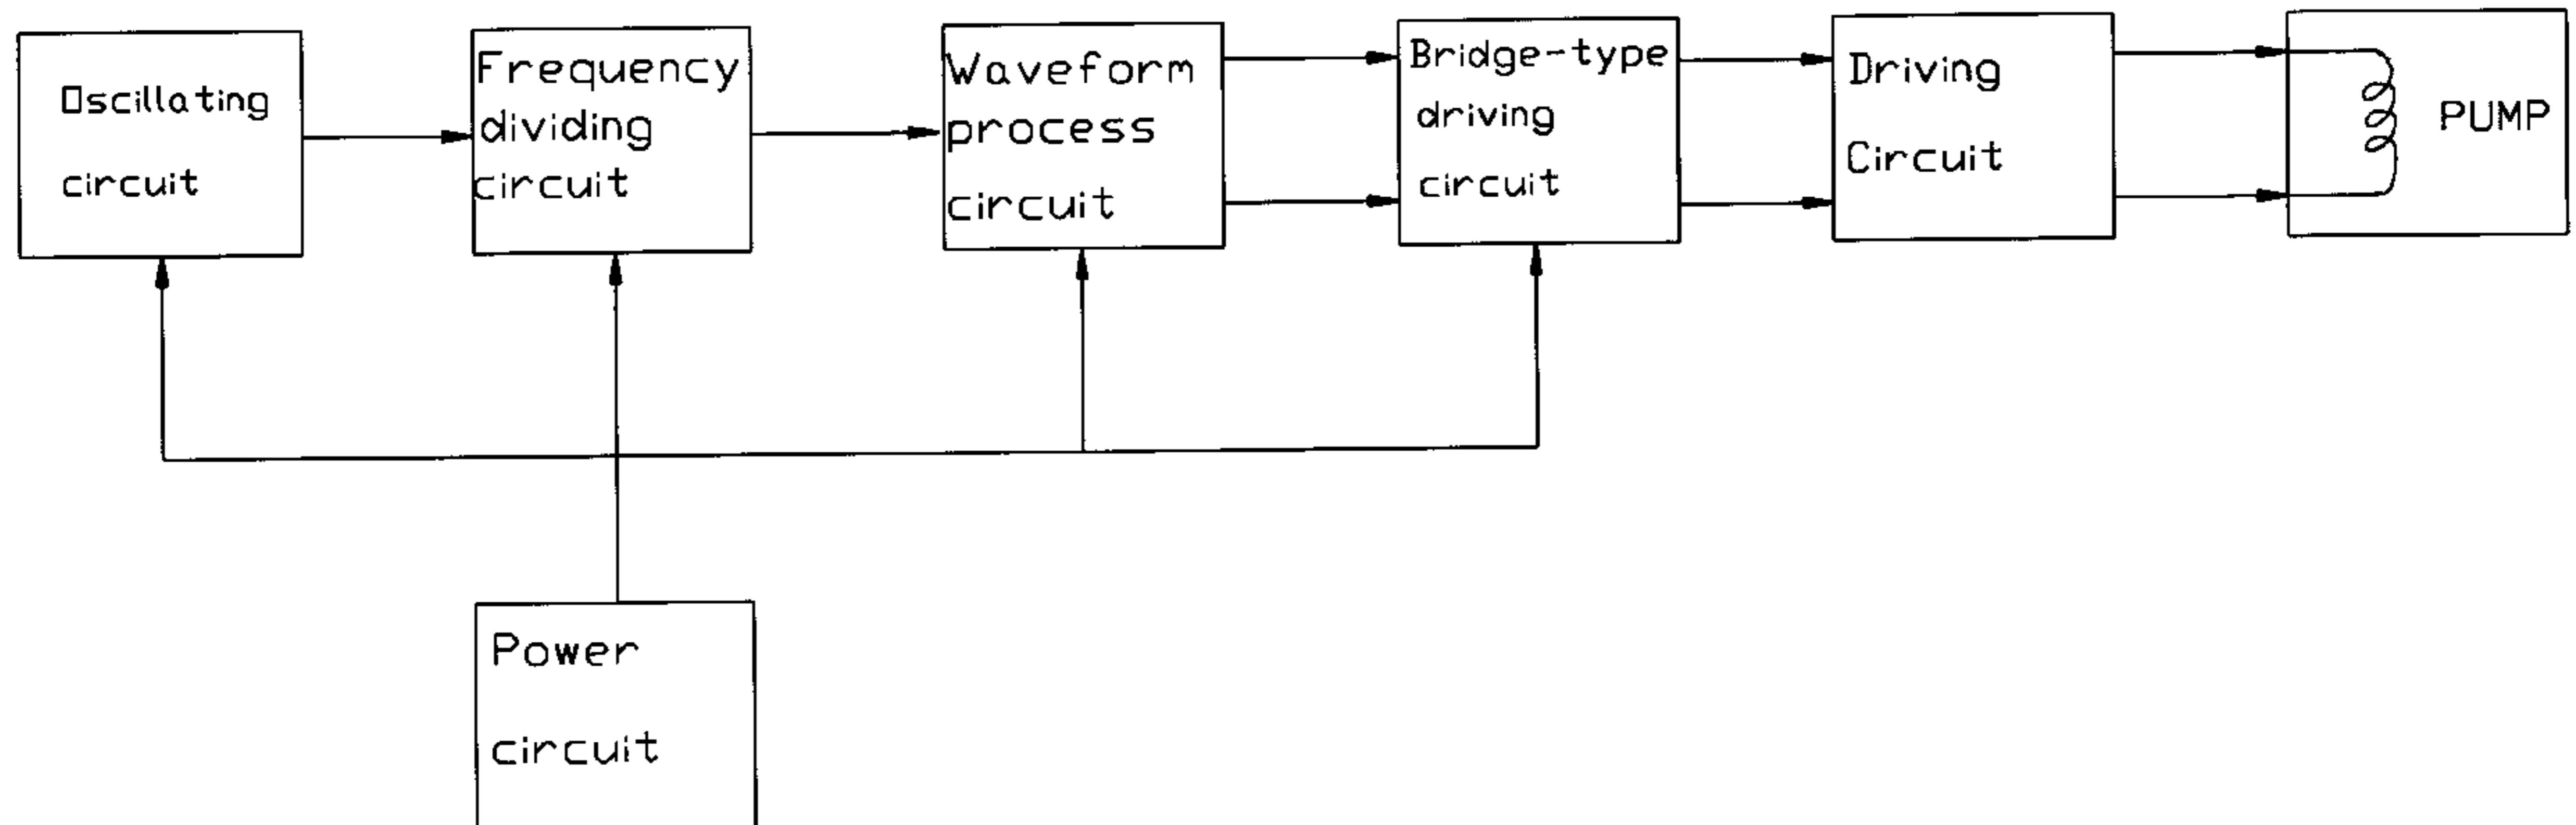 Oscillating
circuit
Frequency
dividing
circuit
Waveform
process
circuit
Bridge-type
driving
circuit
Driving
Circuit
PUMP
Power
circuit